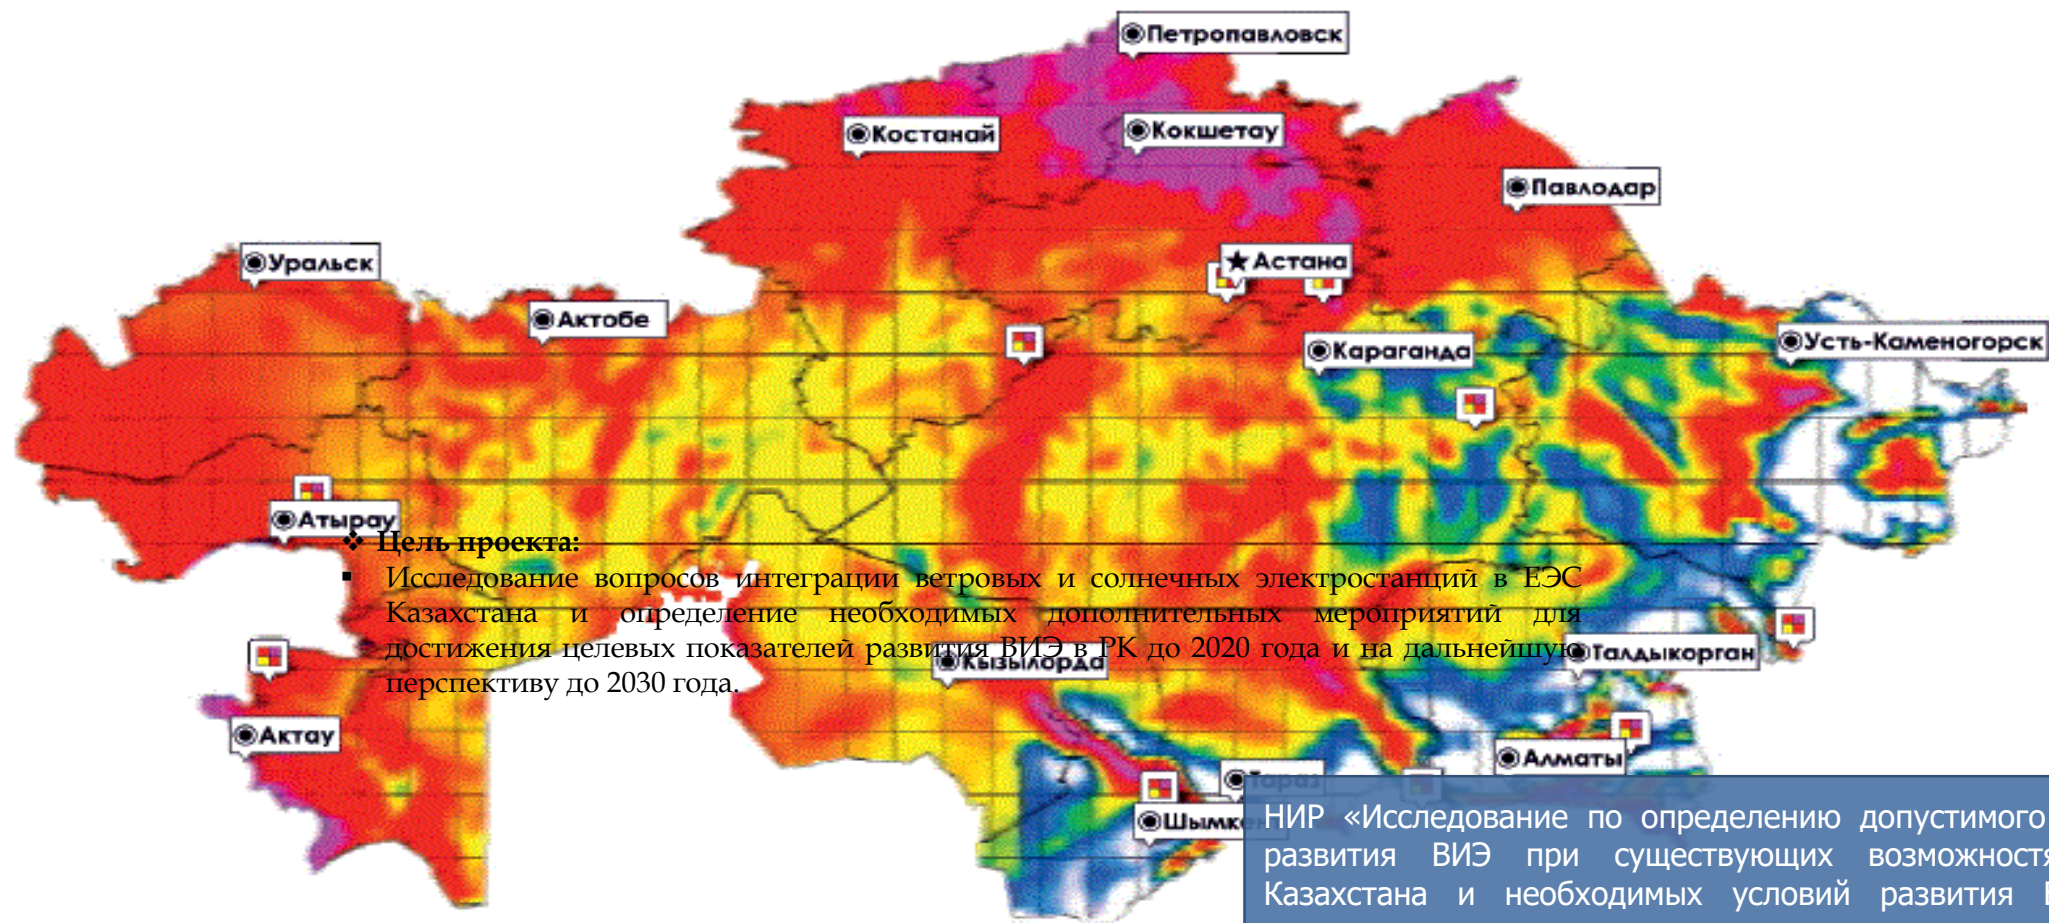 Петропавловск
Костанай
Кокшетау
Павлодар
Уральск
Астана
Актобе
Караганда
Усть-Каменогорск
Атырау
❖ Цель проекта:
▪ Исследование вопросов интеграции ветровых и солнечных электростанций в ЕЭС
Казахстана и определение необходимых дополнительных мероприятий для
достижения целевых показателей развития ВИЭ в РК до 2020 года и на дальнейшую
перспективу до 2030 года.
Кызылорда
Талдыкорган
Актау
Алматы
Тараз
Шымке
НИР «Исследование по определению допустимого
развития ВИЭ при существующих возможностя
Казахстана и необходимых условий развития